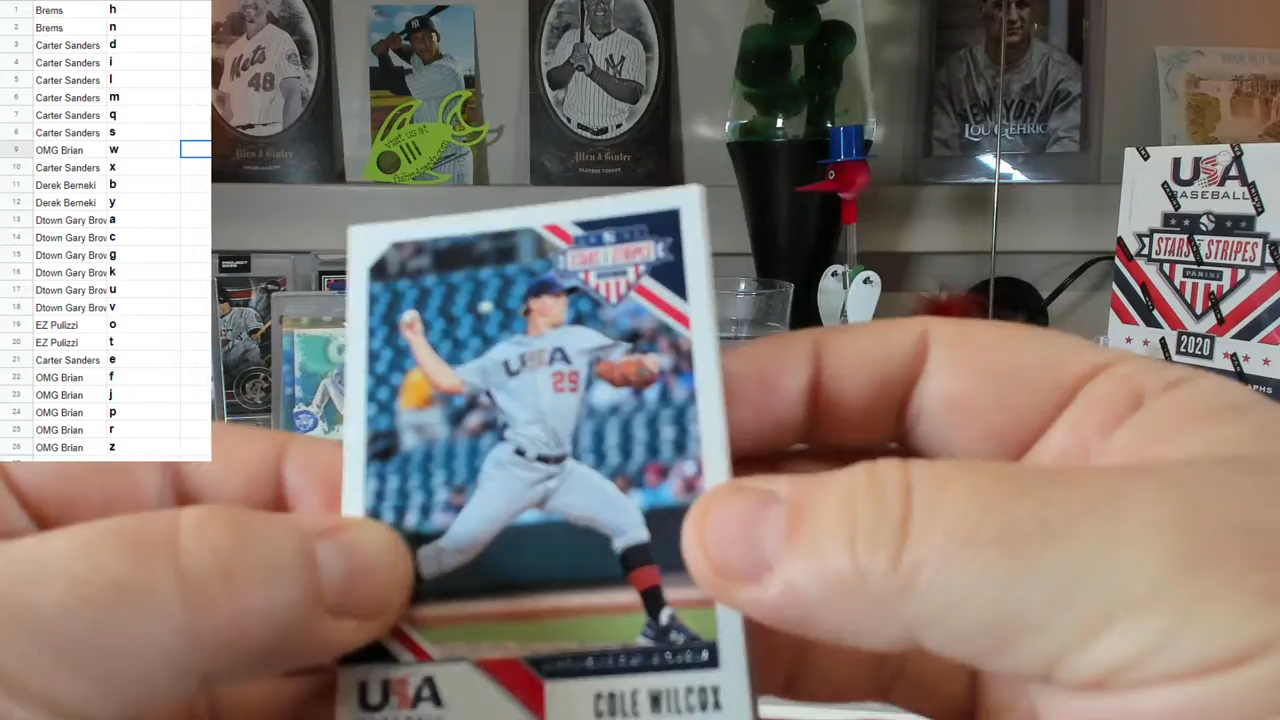 1 Brems h
2 Brems n
3 Carter Sanders d
4 Carter Sanders i
5 Carter Sanders l
6 Carter Sanders m
7 Carter Sanders q
8 Carter Sanders s
9 OMG Brian w
10 Carter Sanders x
11 Derek Berneki b
12 Derek Berneki y
13 Dtown Gary Brov a
14 Dtown Gary Brov c
15 Dtown Gary Brov g
16 Dtown Gary Brov k
17 Dtown Gary Brov u
18 Dtown Gary Brov v
19 EZ Pulizzi o
20 EZ Pulizzi t
21 Carter Sanders e
22 OMG Brian f
23 OMG Brian j
24 OMG Brian p
25 OMG Brian r
26 OMG Brian z
Mets
48
Allen & Ginter
Visit us at
Allen & Ginter
NEW YORK
LOU GEHRIG
USA
BASEBALL
STARS & STRIPES
PANINI
2020
STARS & STRIPES
USA
29
USA
COLE WILCOX